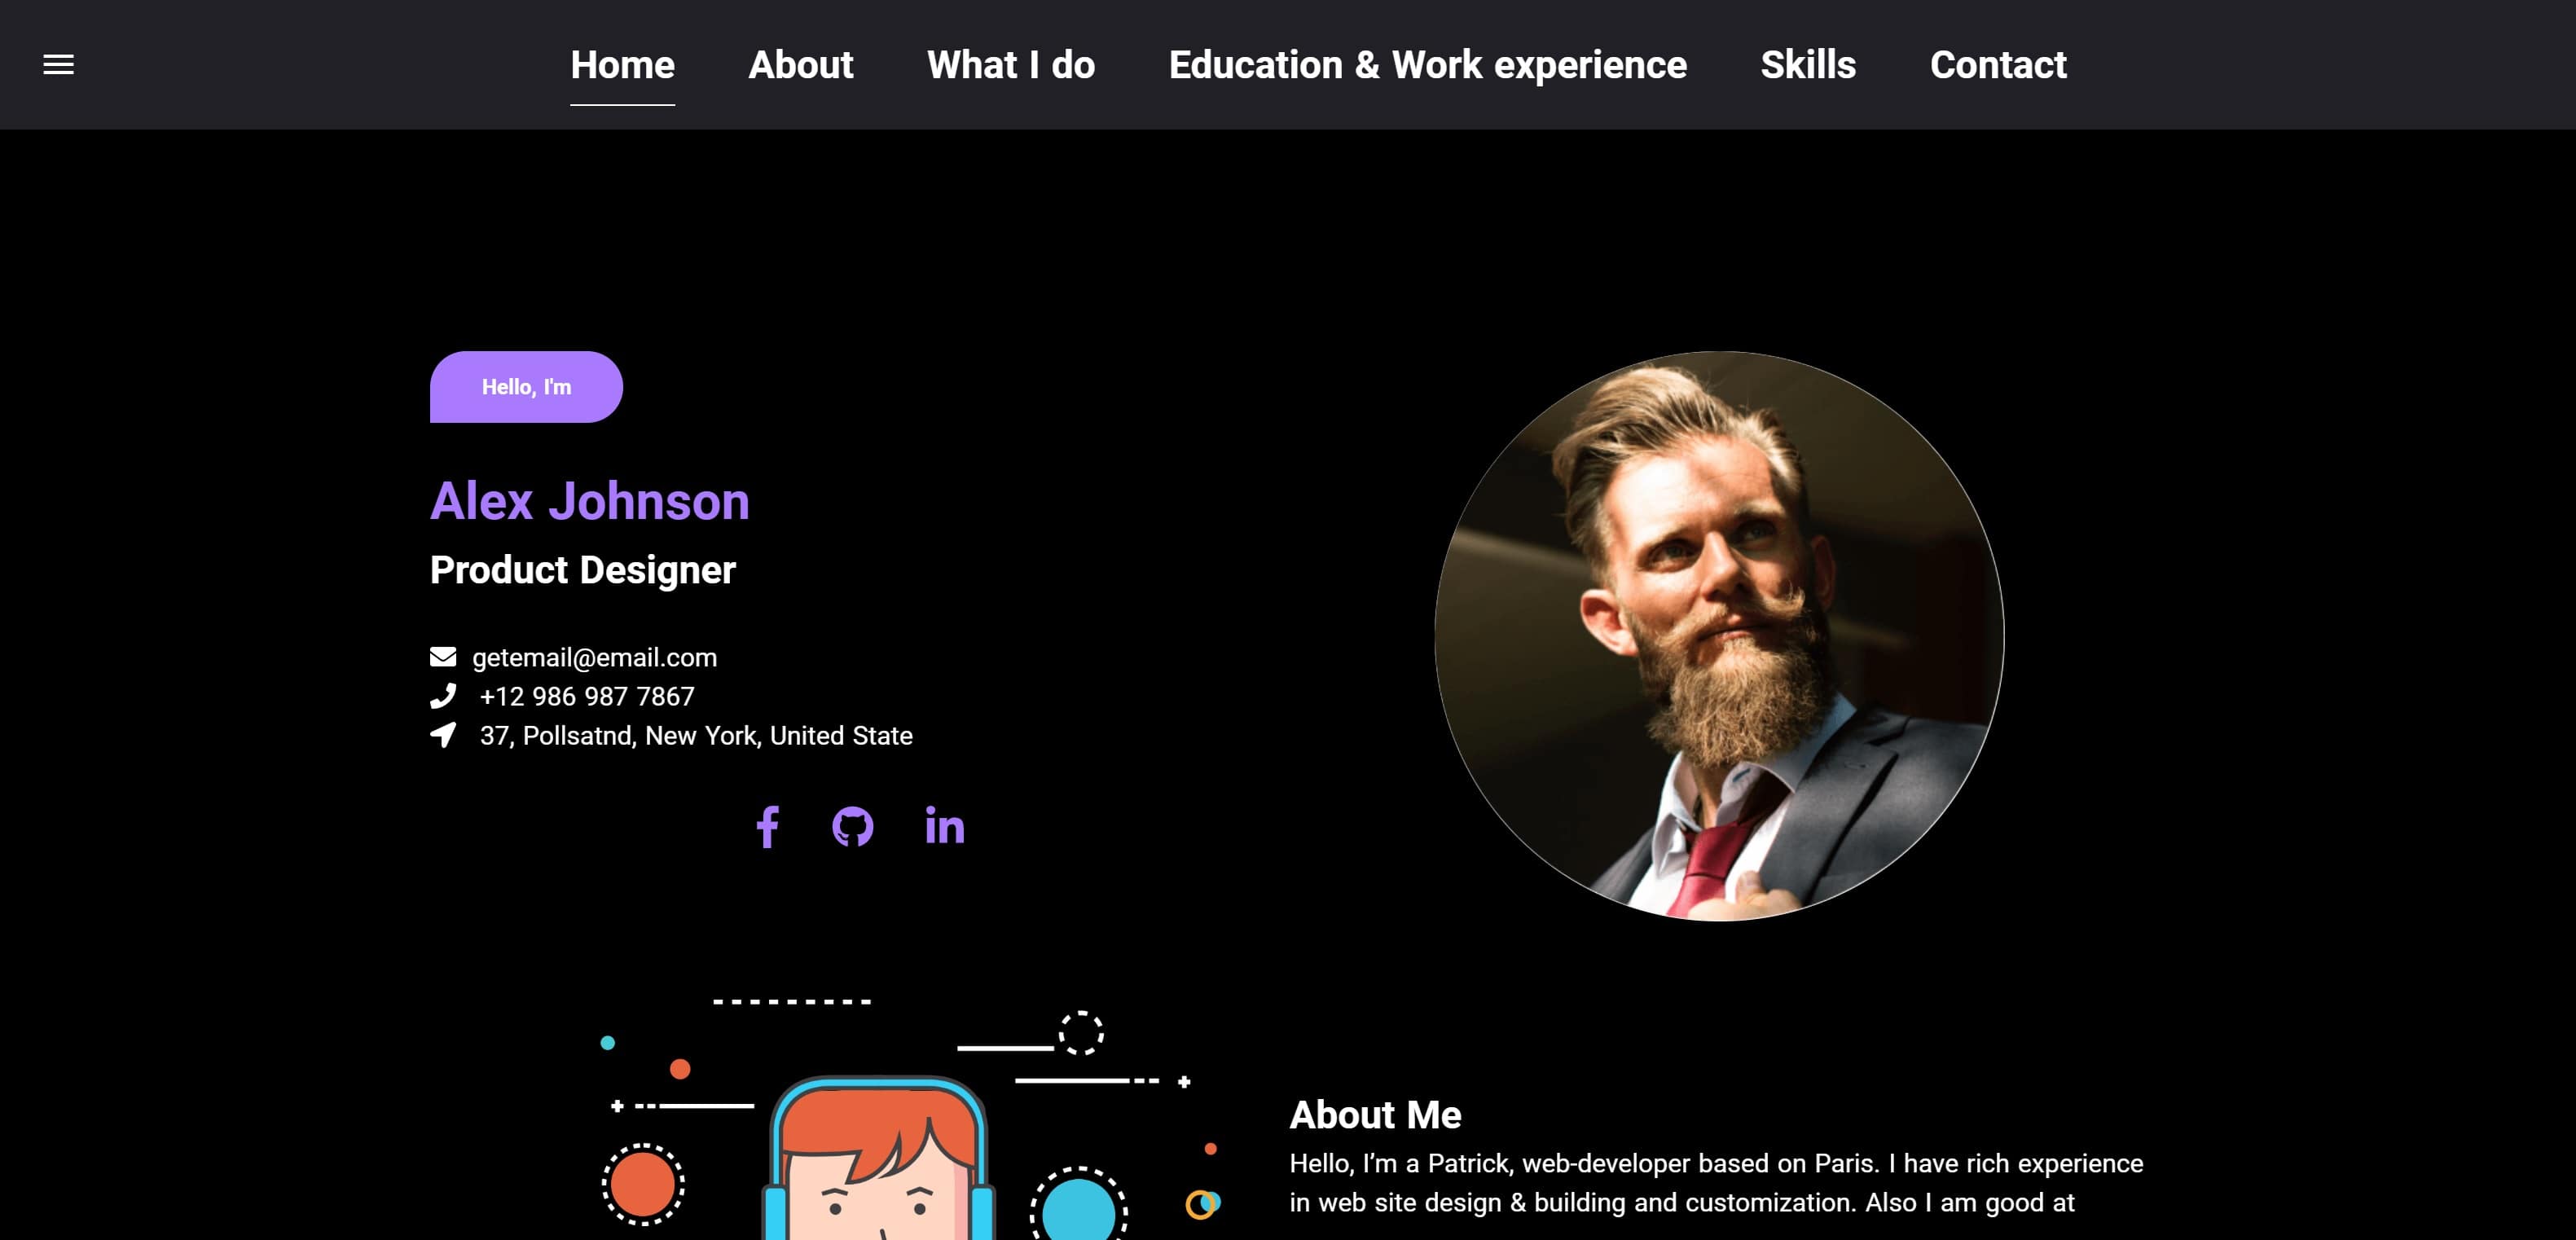 Home About What I do Education & Work experience Skills Contact
Hello, I'm
Alex Johnson
Product Designer
getemail@email.com
+12 986 987 7867
37, Pollsatnd, New York, United State
About Me
Hello, I’m a Patrick, web-developer based on Paris. I have rich experience
in web site design & building and customization. Also I am good at